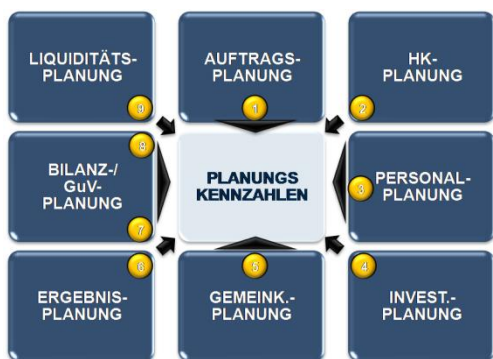 LIQUIDITÄTS-
PLANUNG
9
AUFTRAGS-
PLANUNG
1
HK-
PLANUNG
2
BILANZ-/
GuV-
PLANUNG
8
7
PLANUNGS
KENNZAHLEN
PERSONAL-
PLANUNG
3
ERGEBNIS-
PLANUNG
6
GEMEINK.-
PLANUNG
5
INVEST.-
PLANUNG
4